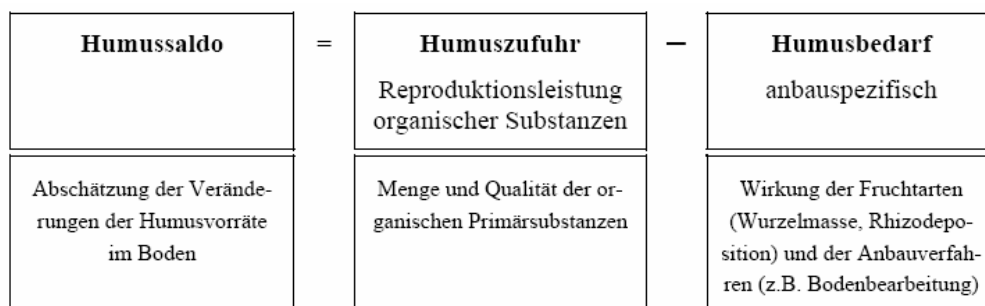 Humussaldo = Humuszufuhr — Humusbedarf
Reproduktionsleistung
organischer Substanzen
anbauspezifisch
Abschätzung der Verände-
rungen der Humusvorräte
im Boden
Menge und Qualität der or-
ganischen Primärsubstanzen
Wirkung der Fruchtarten
(Wurzelmasse, Rhizodepo-
sition) und der Anbauverfah-
ren (z.B. Bodenbearbeitung)